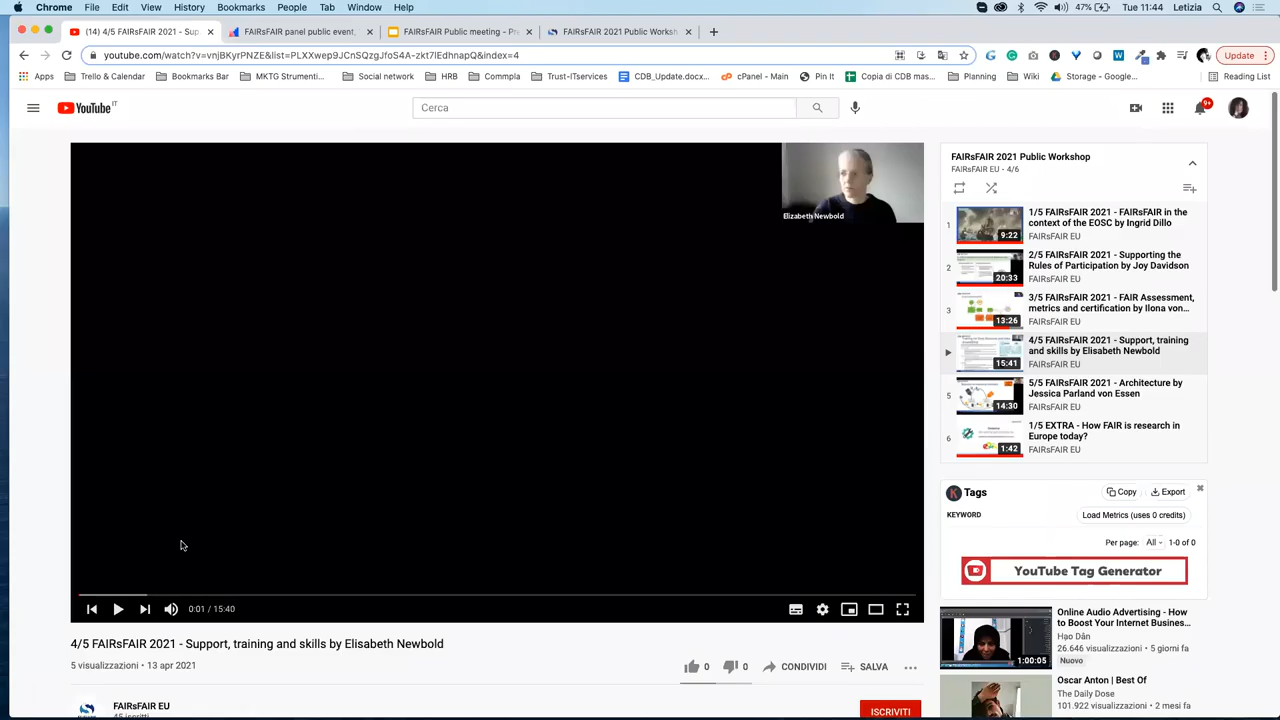 Chrome File Edit View History Bookmarks People Tab Window Help 47% Tue 11:44 Letizia
(14) 4/5 FAIRsFAIR 2021 - Sup FAIRsFAIR panel public event, FAIRsFAIR Public meeting - Ph FAIRsFAIR 2021 Public Worksh
youtube.com/watch?v=vnjBKyrPNZE&list=PLXXwep9JCnSQzgJfoS4A-zkt7lEdhnapQ&index=4 Update
Apps Trello & Calendar Bookmarks Bar MKTG Strumenti... Social network HRB Commpla Trust-ITservices CDB_Update.docx... cPanel - Main Pin It Copia di CDB mas... Planning Wiki Storage - Google... Reading List
YouTube IT Cerca 9+
Elizabeth Newbold
0:01 / 15:40
4/5 FAIRsFAIR 2021 - Support, training and skills by Elisabeth Newbold
5 visualizzazioni • 13 apr 2021
0 0 CONDIVIDI SALVA
FAIRsFAIR EU
45 iscritti
ISCRIVITI
FAIRsFAIR 2021 Public Workshop
FAIRsFAIR EU - 4/6
1
9:22
1/5 FAIRsFAIR 2021 - FAIRsFAIR in the
context of the EOSC by Ingrid Dillo
FAIRsFAIR EU
2
20:33
2/5 FAIRsFAIR 2021 - Supporting the
Rules of Participation by Joy Davidson
FAIRsFAIR EU
3
13:26
3/5 FAIRsFAIR 2021 - FAIR Assessment,
metrics and certification by Ilona von...
FAIRsFAIR EU
15:41
4/5 FAIRsFAIR 2021 - Support, training
and skills by Elisabeth Newbold
FAIRsFAIR EU
5
14:30
5/5 FAIRsFAIR 2021 - Architecture by
Jessica Parland von Essen
FAIRsFAIR EU
6
1:42
1/5 EXTRA - How FAIR is research in
Europe today?
FAIRsFAIR EU
K Tags Copy Export
KEYWORD Load Metrics (uses 0 credits)
Per page: All 1-0 of 0
YouTube Tag Generator
1:00:05
Online Audio Advertising - How
to Boost Your Internet Busines...
Hạo Dân
26.646 visualizzazioni • 5 giorni fa
Nuovo
Oscar Anton | Best Of
The Daily Dose
101.922 visualizzazioni • 2 mesi fa